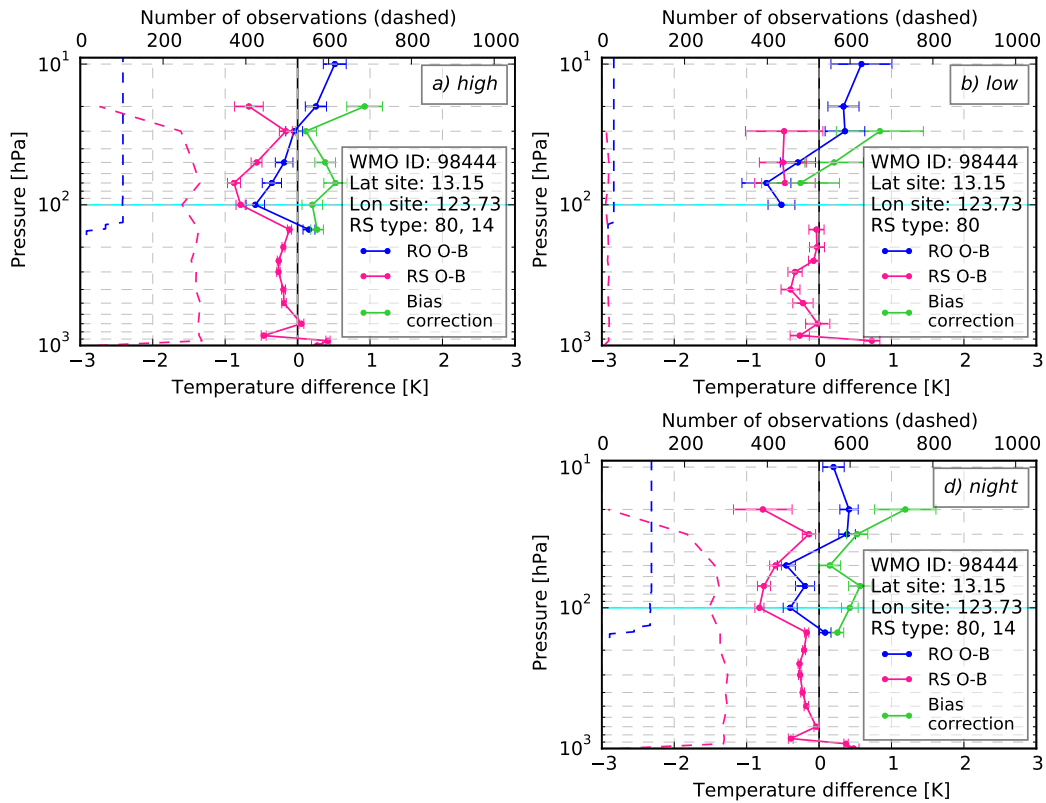 Number of observations (dashed)
0 200 400 600 800 1000
a) high
Pressure [hPa]
10¹
10²
10³
WMO ID: 98444
Lat site: 13.15
Lon site: 123.73
RS type: 80, 14
RO O-B
RS O-B
Bias
correction
−3 −2 −1 0 1 2 3
Temperature difference [K]
Number of observations (dashed)
0 200 400 600 800 1000
b) low
Pressure [hPa]
10¹
10²
10³
WMO ID: 98444
Lat site: 13.15
Lon site: 123.73
RS type: 80
RO O-B
RS O-B
Bias
correction
−3 −2 −1 0 1 2 3
Temperature difference [K]
Number of observations (dashed)
0 200 400 600 800 1000
d) night
Pressure [hPa]
10¹
10²
10³
WMO ID: 98444
Lat site: 13.15
Lon site: 123.73
RS type: 80, 14
RO O-B
RS O-B
Bias
correction
−3 −2 −1 0 1 2 3
Temperature difference [K]